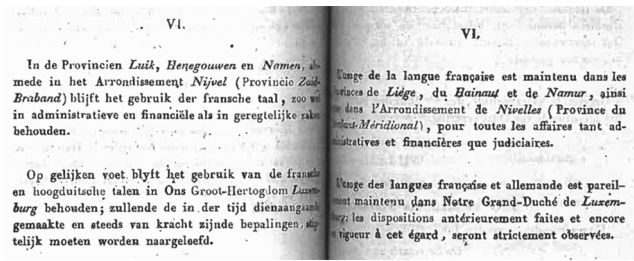 VI.
In de Provincien Luik, Henegouwen en Namen,
mede in het Arrondissement Nijvel (Provincie Zuid-
Braband) blijft het gebruik der fransche taal, zoo wel
in administratieve en financiële als in geregtelijke zaken
behouden.
Op gelijken voet blyft het gebruik van de fransche
en hoogduitsche talen in Ons Groot-Hertogdom Luxem-
burg behouden; zullende de in der tijd dienaangaande
gemaakte en steeds van kracht zijnde bepalingen,
telijk moeten worden naargeleefd.
VI.
L'usage de la langue française est maintenu dans les
Provinces de Liége, du Hainaut et de Namur, ainsi
que dans l'Arrondissement de Nivelles (Province du
Brabant-Méridional), pour toutes les affaires tant ad-
ministratives et financières que judiciaires.
L'usage des langues française et allemande est pareil-
lement maintenu dans Notre Grand-Duché de Luxem-
burg; les dispositions antérieurement faites et encore
en vigueur à cet égard, seront strictement observées.